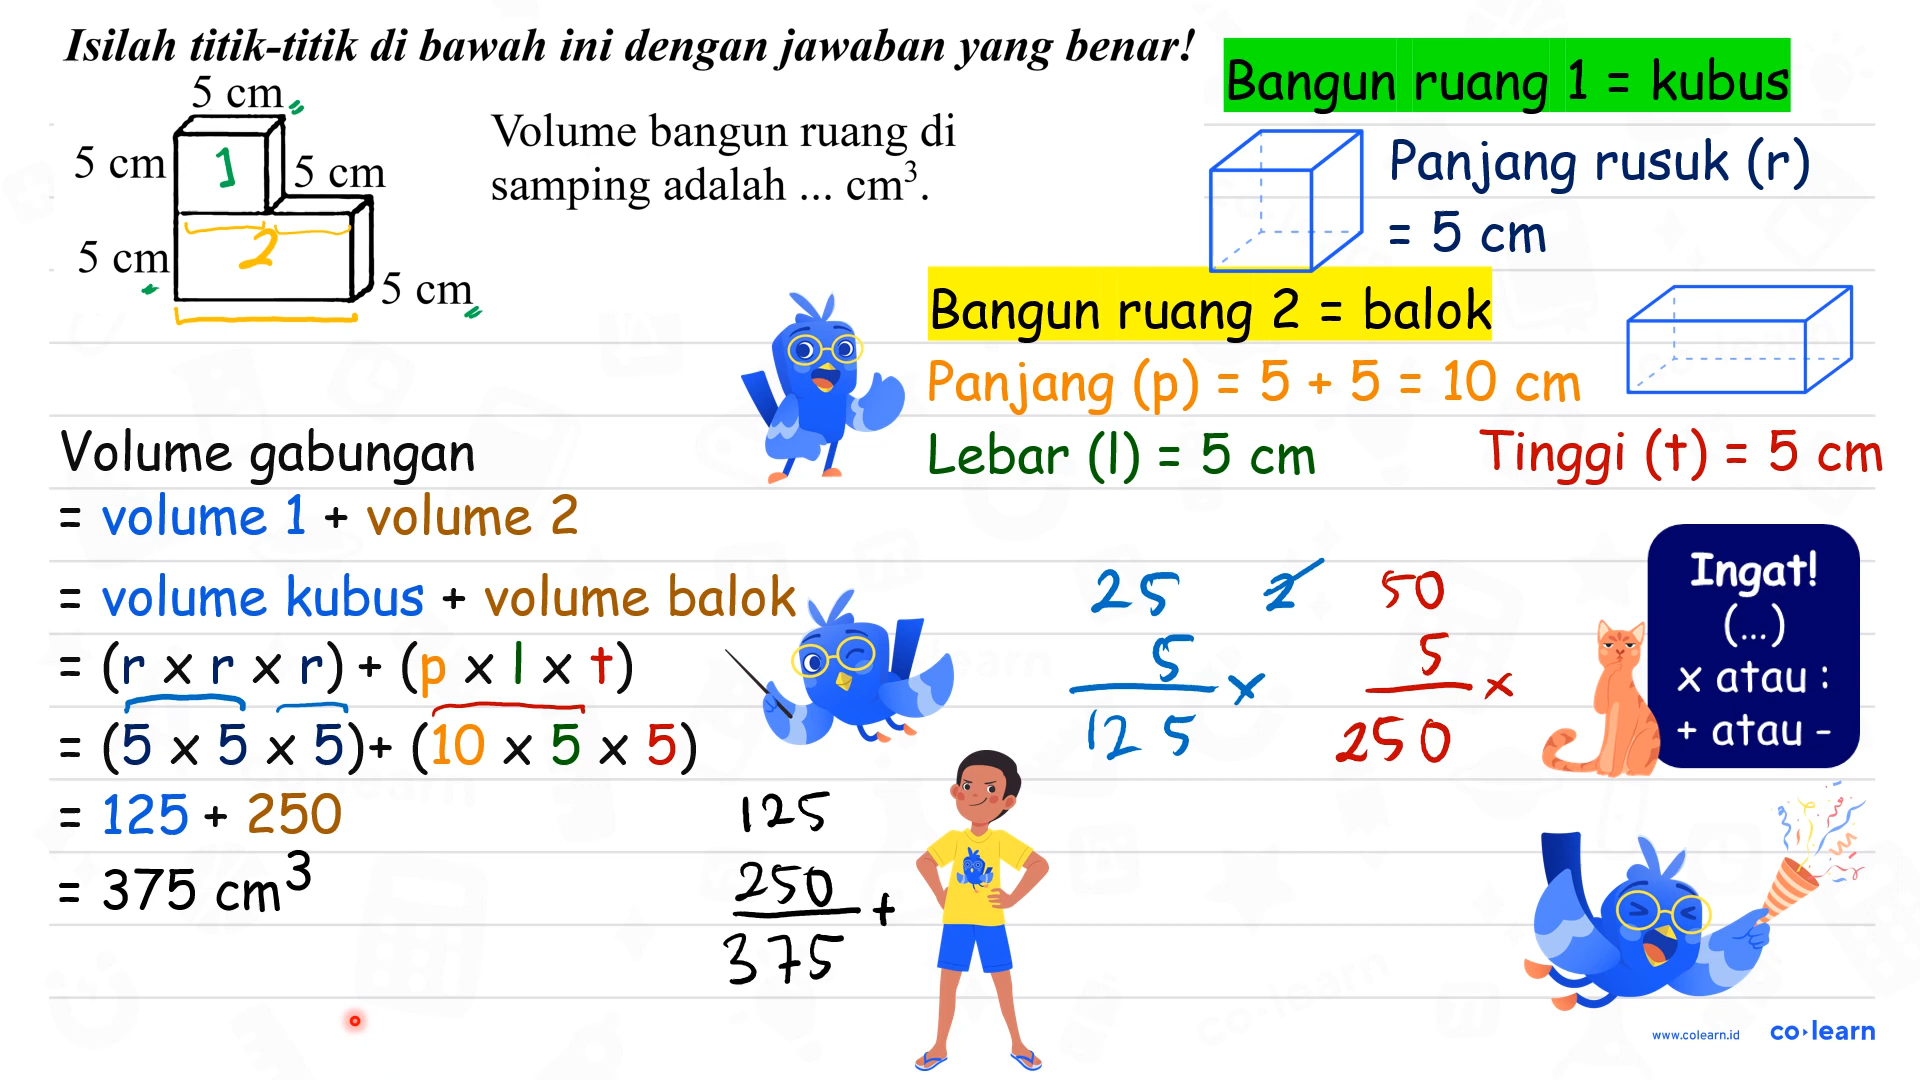 Isilah titik-titik di bawah ini dengan jawaban yang benar!
5 cm
5 cm
1
5 cm
2
5 cm
5 cm
Volume bangun ruang di
samping adalah ... cm³.
Bangun ruang 1 = kubus
Panjang rusuk (r)
= 5 cm
Bangun ruang 2 = balok
Panjang (p) = 5 + 5 = 10 cm
Lebar (l) = 5 cm
Tinggi (t) = 5 cm
Volume gabungan
= volume 1 + volume 2
= volume kubus + volume balok
= (r x r x r) + (p x l x t)
= (5 x 5 x 5)+ (10 x 5 x 5)
= 125 + 250
= 375 cm³
25
5 x
125
2
50
5 x
250
125
250 +
375
Ingat!
(...)
x atau :
+ atau -
www.colearn.id
co learn